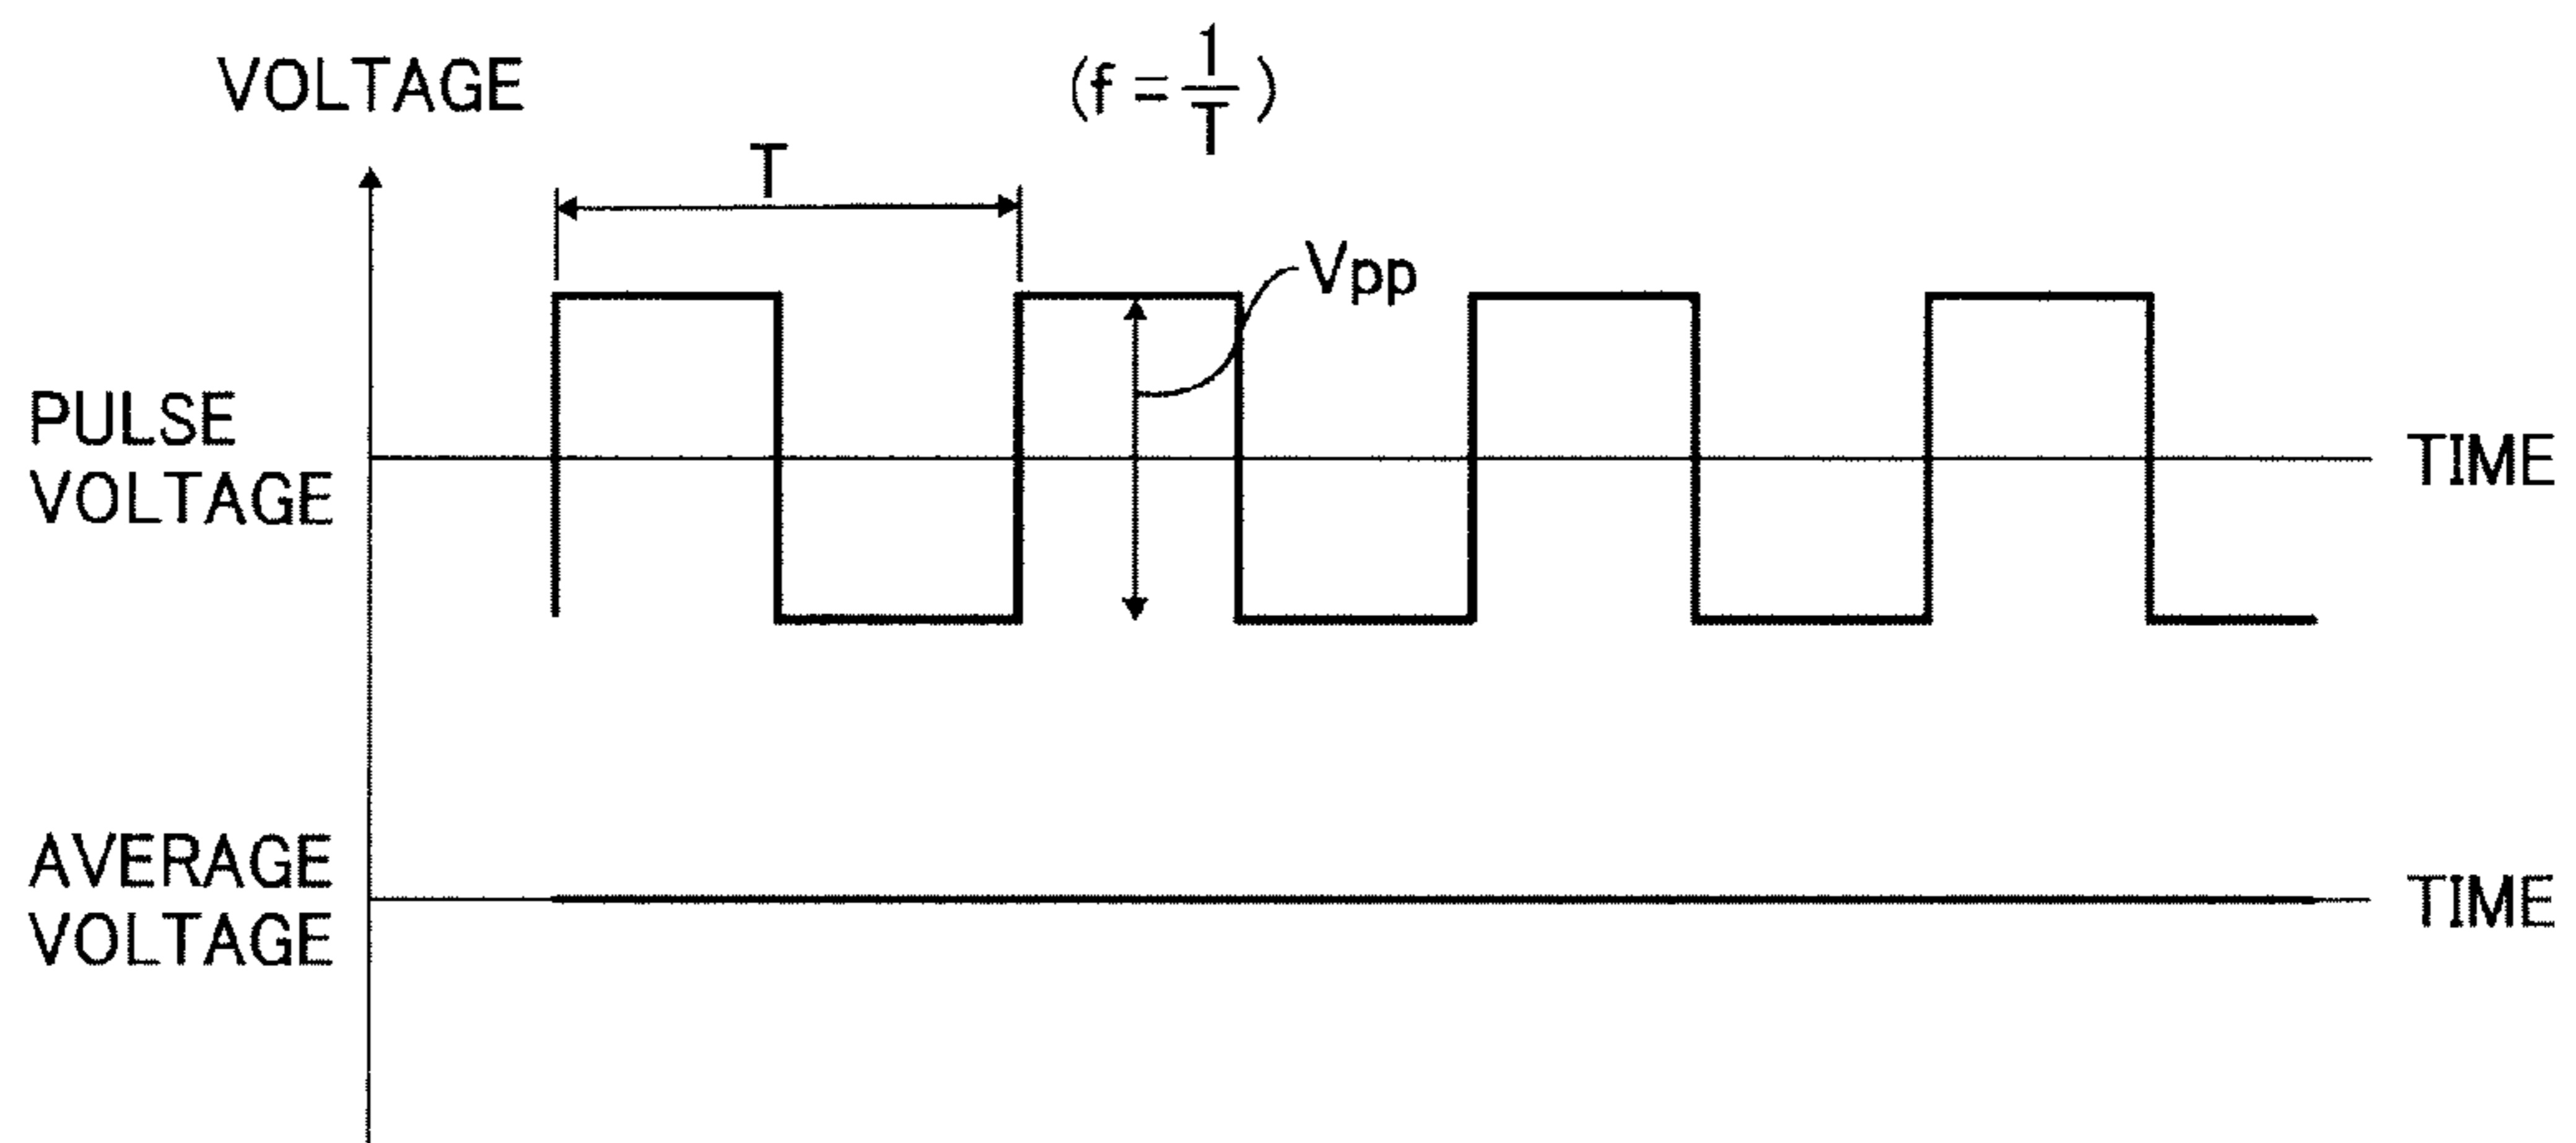 VOLTAGE
(f = 1/T)
T
Vpp
PULSE
VOLTAGE
TIME
AVERAGE
VOLTAGE
TIME